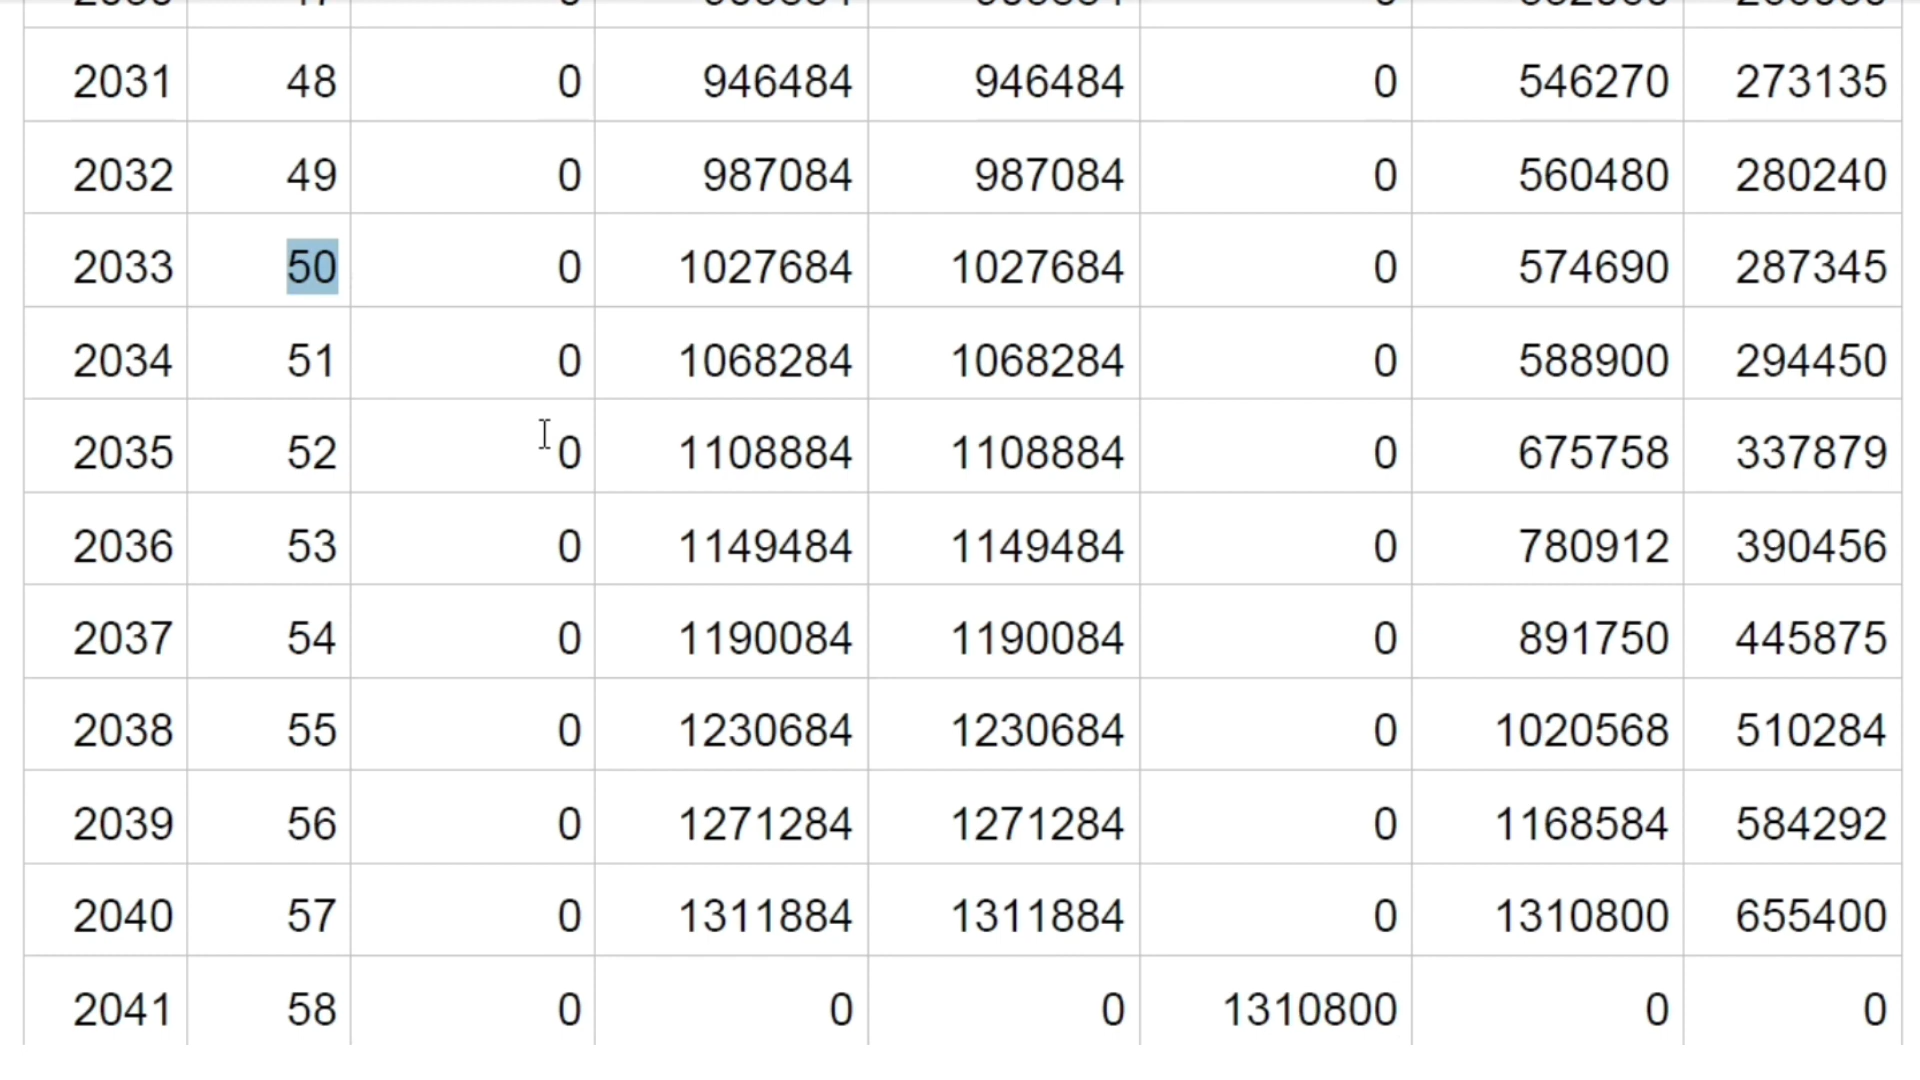 2031 48 0 946484 946484 0 546270 273135
2032 49 0 987084 987084 0 560480 280240
2033 50 0 1027684 1027684 0 574690 287345
2034 51 0 1068284 1068284 0 588900 294450
2035 52 0 1108884 1108884 0 675758 337879
2036 53 0 1149484 1149484 0 780912 390456
2037 54 0 1190084 1190084 0 891750 445875
2038 55 0 1230684 1230684 0 1020568 510284
2039 56 0 1271284 1271284 0 1168584 584292
2040 57 0 1311884 1311884 0 1310800 655400
2041 58 0 0 0 1310800 0 0